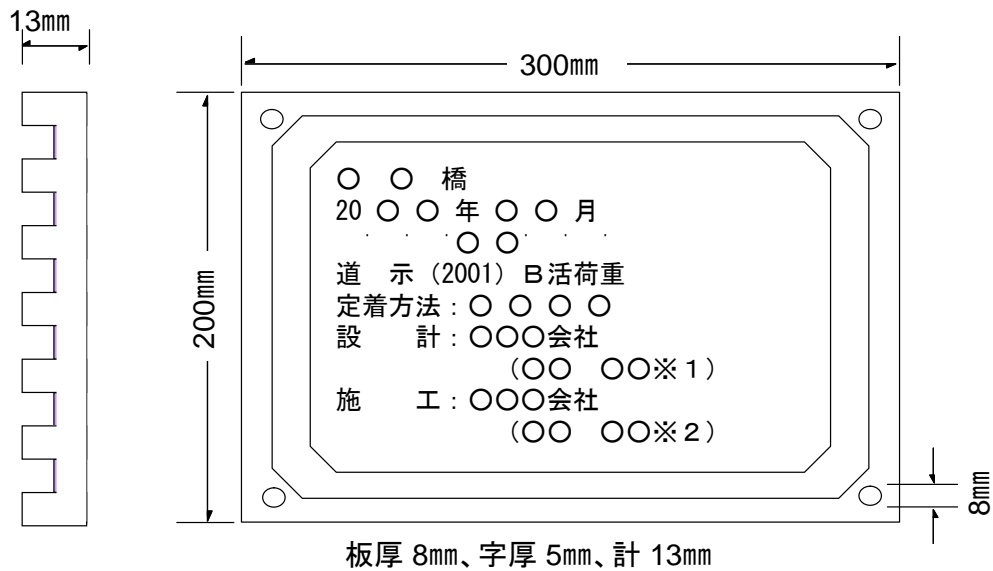 13㎜
300㎜
200㎜
○ ○ 橋
20 ○ ○ 年 ○ ○ 月
○ ○
道 示 (2001) B活荷重
定着方法：○ ○ ○ ○
設 計：○○○会社
(○○ ○○※1)
施 工：○○○会社
(○○ ○○※2)
8㎜
板厚 8㎜、字厚 5㎜、計 13㎜